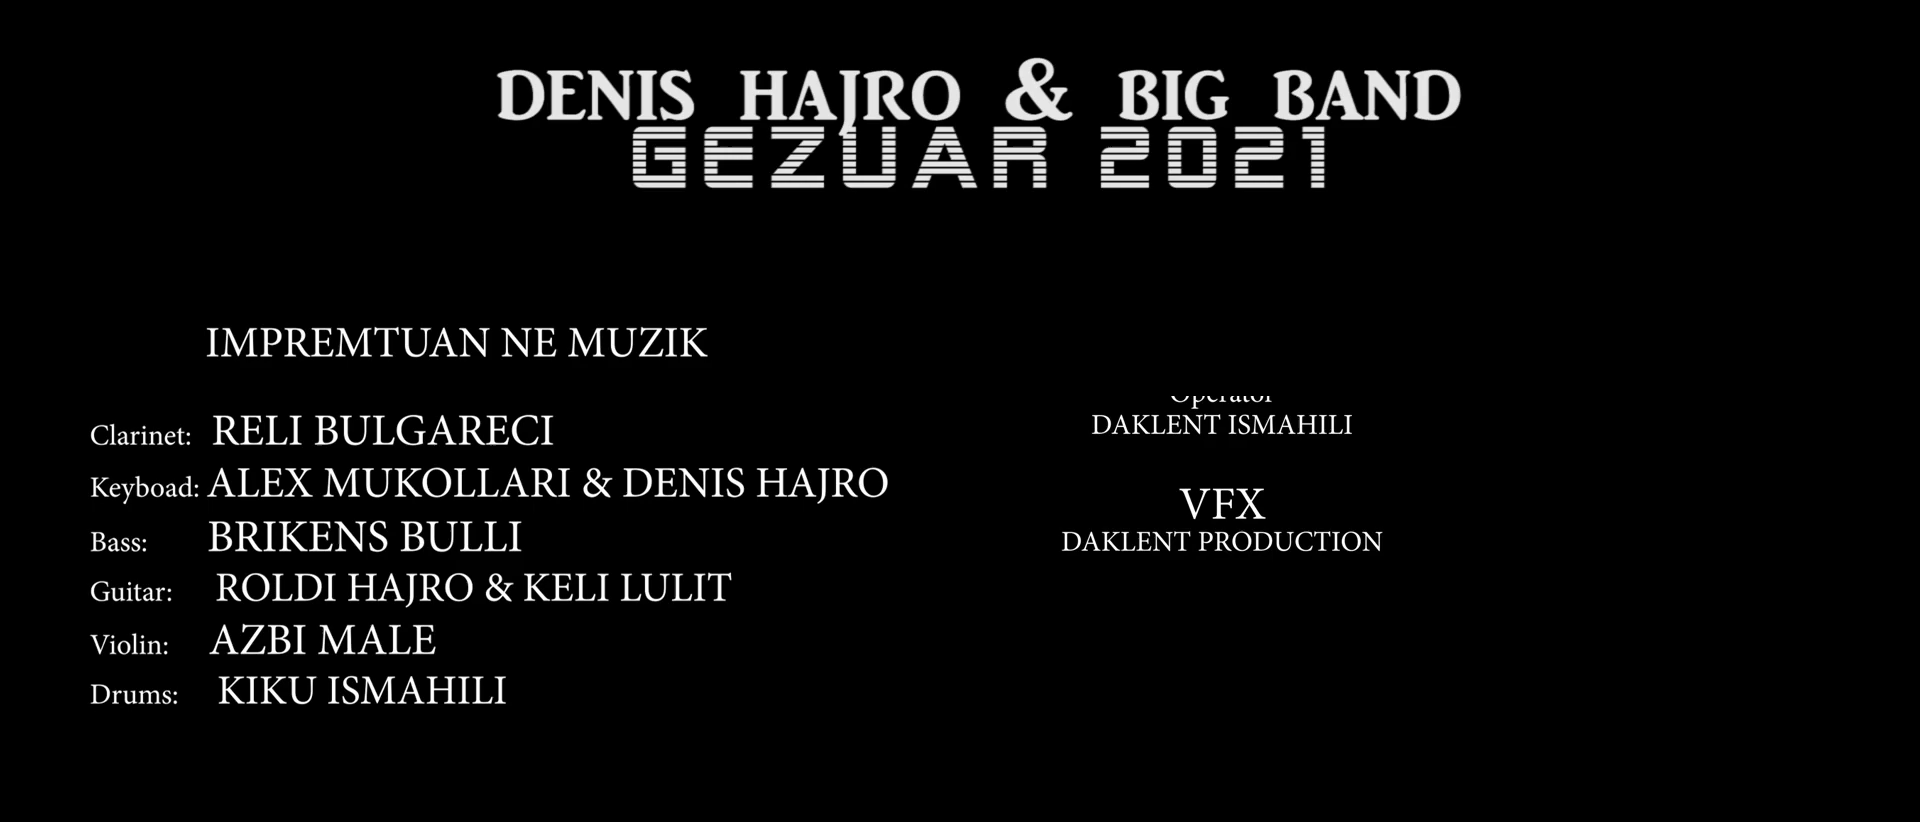 DENIS HAJRO & BIG BAND
GEZUAR 2021
IMPREMTUAN NE MUZIK
Clarinet: RELI BULGARECI
Keyboad: ALEX MUKOLLARI & DENIS HAJRO
Bass: BRIKENS BULLI
Guitar: ROLDI HAJRO & KELI LULIT
Violin: AZBI MALE
Drums: KIKU ISMAHILI
Operator
DAKLENT ISMAHILI
VFX
DAKLENT PRODUCTION